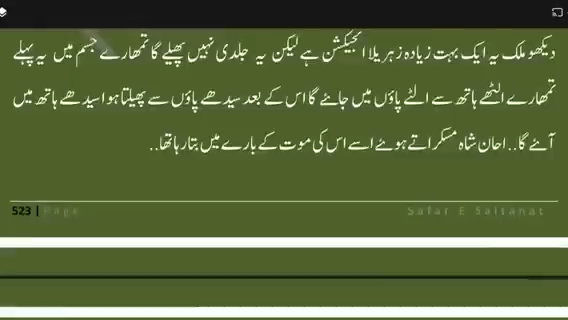 دیکھو ملک یہ ایک بہت زیادہ زہریلا انجیکشن ہے لیکن یہ جلدی نہیں پھیلے گا تمھارے جسم میں یہ پہلے
تمھارے الٹھے ہاتھ سے الٹے پاؤں میں جائے گا اس کے بعد سیدھے پاؤں سے پھیلتا ہوا سیدھے ہاتھ میں
آئے گا.. احان شاہ مسکراتے ہوئے اسے اس کی موت کے بارے میں بتا رہا تھا..
523 | Page Safar E Saltanat